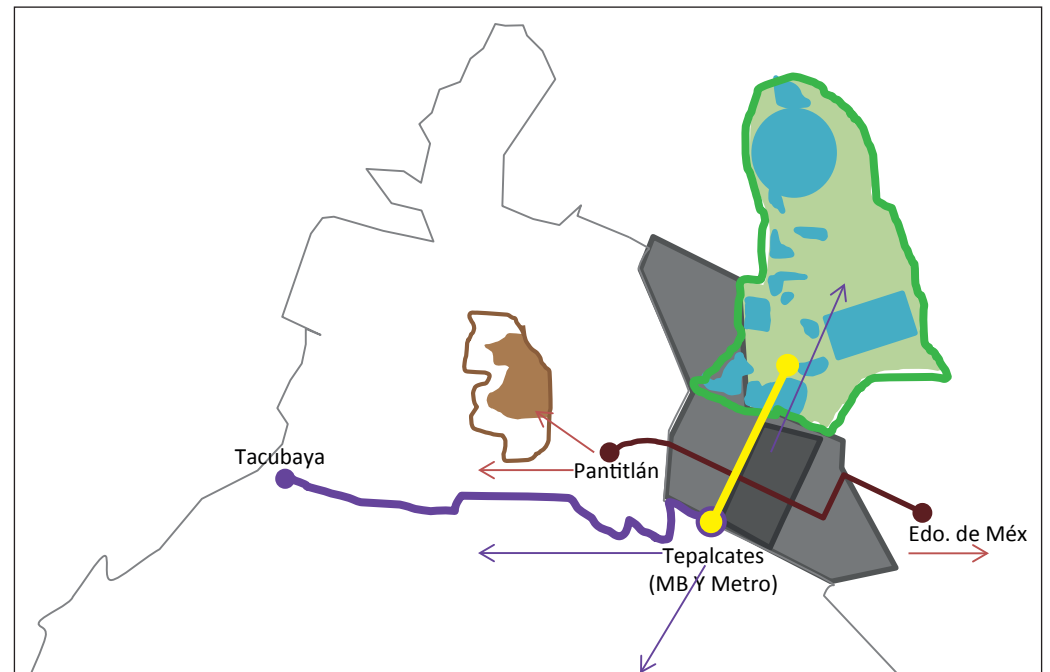 Tacubaya
Pantitlán
Edo. de Méx
Tepalcates
(MB Y Metro)